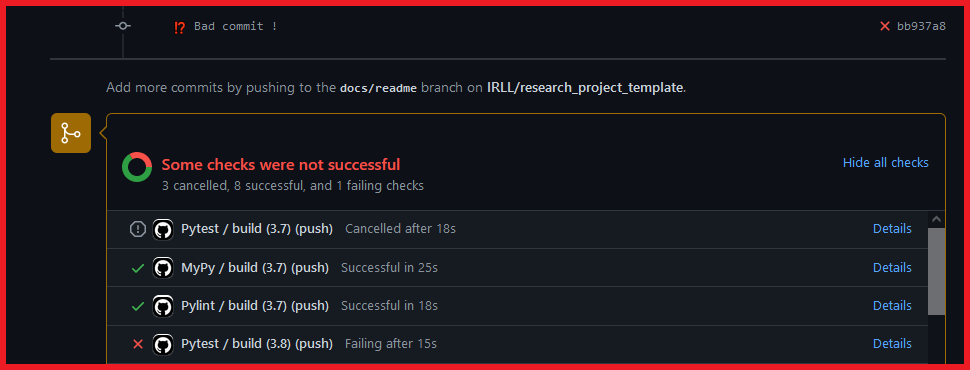 ⁉ Bad commit !
bb937a8
Add more commits by pushing to the docs/readme branch on IRLL/research_project_template.
Some checks were not successful
3 cancelled, 8 successful, and 1 failing checks
Hide all checks
Pytest / build (3.7) (push) Cancelled after 18s Details
MyPy / build (3.7) (push) Successful in 25s Details
Pylint / build (3.7) (push) Successful in 18s Details
Pytest / build (3.8) (push) Failing after 15s Details